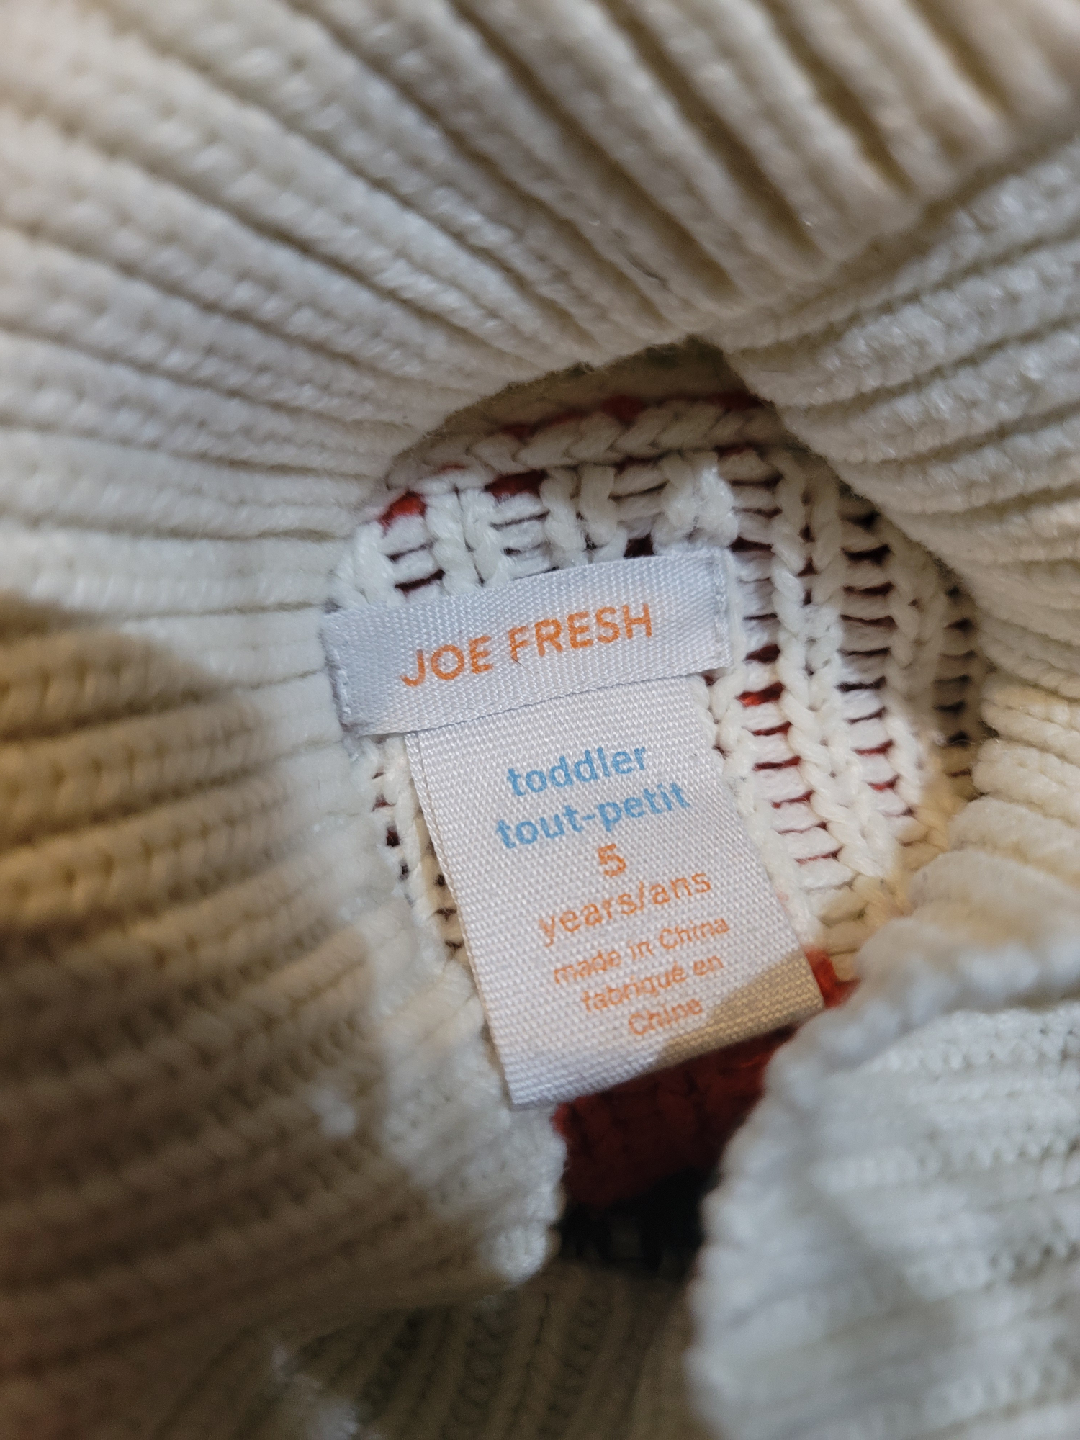 JOE FRESH
toddler
tout-petit
5
years/ans
made in China
fabriqué en
Chine